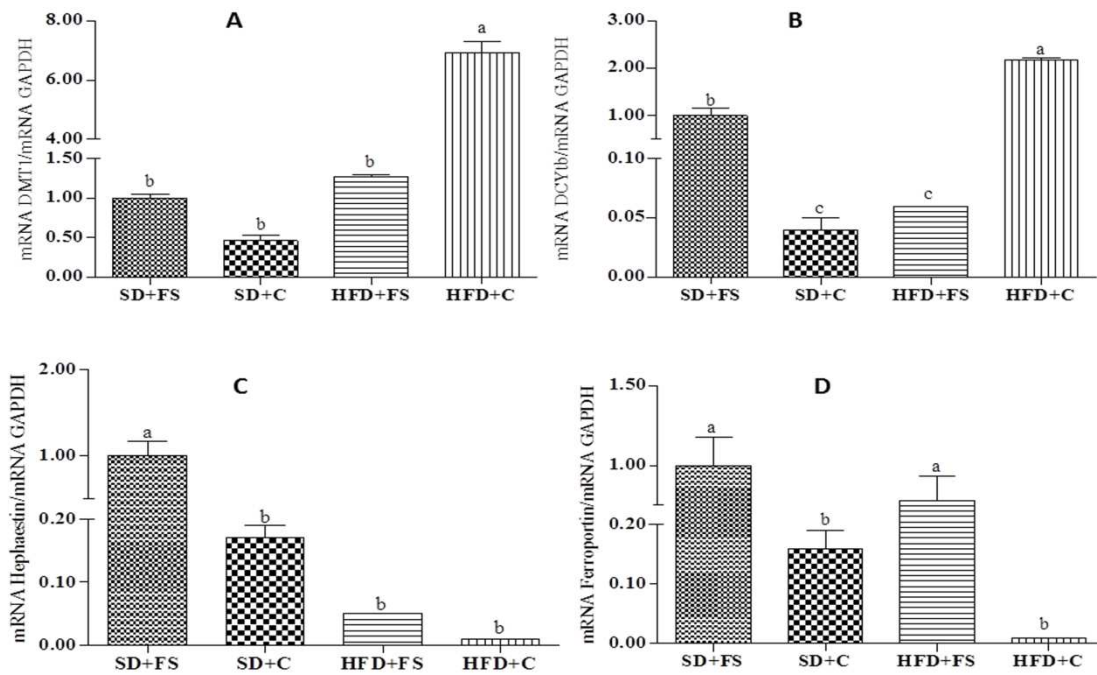 A
mRNA DMT1/mRNA GAPDH
8.00
6.00
4.00
1.50
1.00
0.50
0.00
b
b
b
a
SD+FS SD+C HFD+FS HFD+C
B
mRNA DCYtb/mRNA GAPDH
3.00
2.00
1.00
0.10
0.05
0.00
b
c
c
a
SD+FS SD+C HFD+FS HFD+C
C
mRNA Hephaestin/mRNA GAPDH
2.00
1.00
0.20
0.10
0.00
a
b
b
b
SD+FS SD+C HFD+FS HFD+C
D
mRNA Ferroportin/mRNA GAPDH
1.50
1.00
0.20
0.10
0.00
a
b
a
b
SD+FS SD+C HFD+FS HFD+C